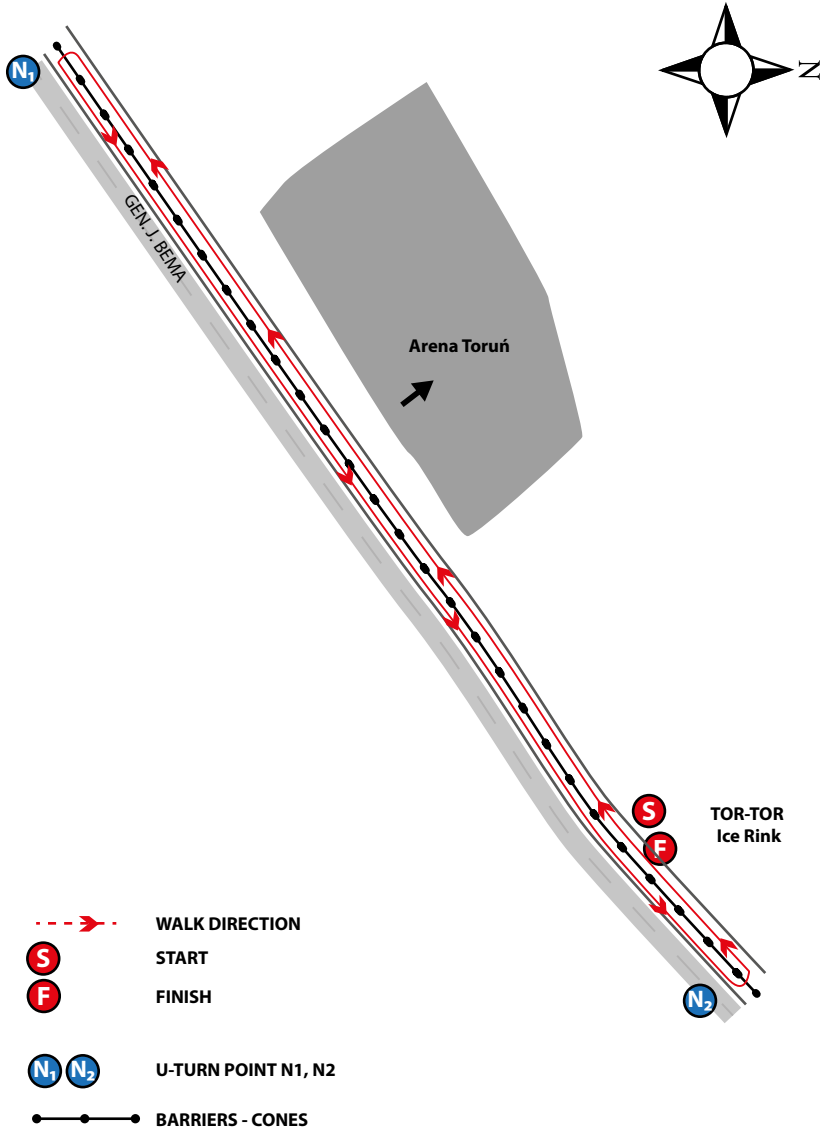 N
N₁
GEN. J. BEMA
Arena Toruń
S
F
TOR-TOR
Ice Rink
N₂
WALK DIRECTION
S
START
F
FINISH
N₁ N₂
U-TURN POINT N1, N2
BARRIERS - CONES